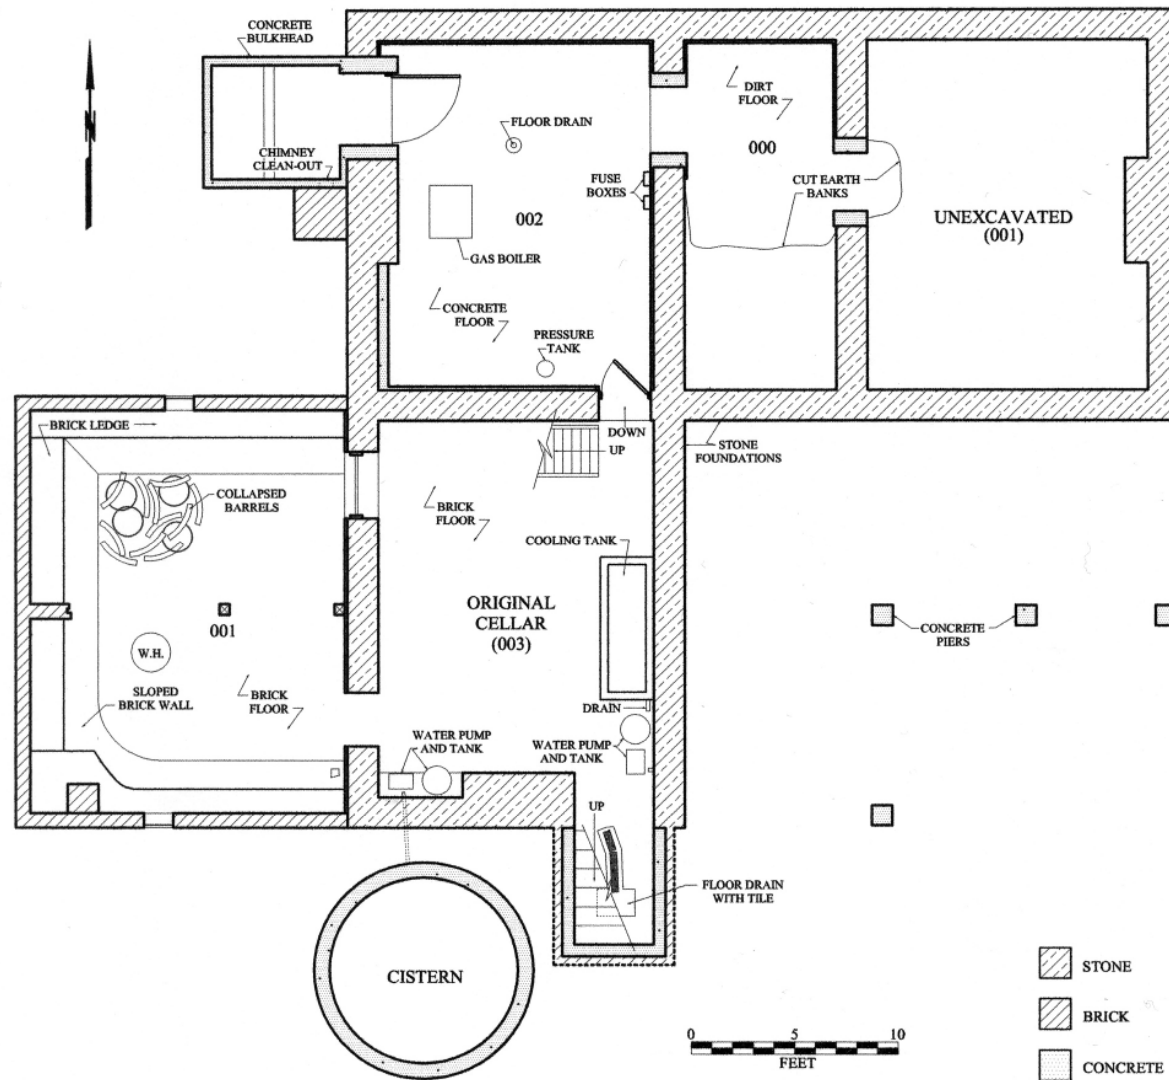 CONCRETE
BULKHEAD
N
CHIMNEY
CLEAN-OUT
FLOOR DRAIN
DIRT
FLOOR
000
FUSE
BOXES
CUT EARTH
BANKS
002
UNEXCAVATED
(001)
GAS BOILER
CONCRETE
FLOOR
PRESSURE
TANK
BRICK LEDGE
DOWN
UP
STONE
FOUNDATIONS
COLLAPSED
BARRELS
BRICK
FLOOR
COOLING TANK
ORIGINAL
CELLAR
(003)
001
CONCRETE
PIERS
W.H.
SLOPED
BRICK WALL
BRICK
FLOOR
DRAIN
WATER PUMP
AND TANK
WATER PUMP
AND TANK
UP
FLOOR DRAIN
WITH TILE
CISTERN
STONE
BRICK
CONCRETE
0 5 10
FEET